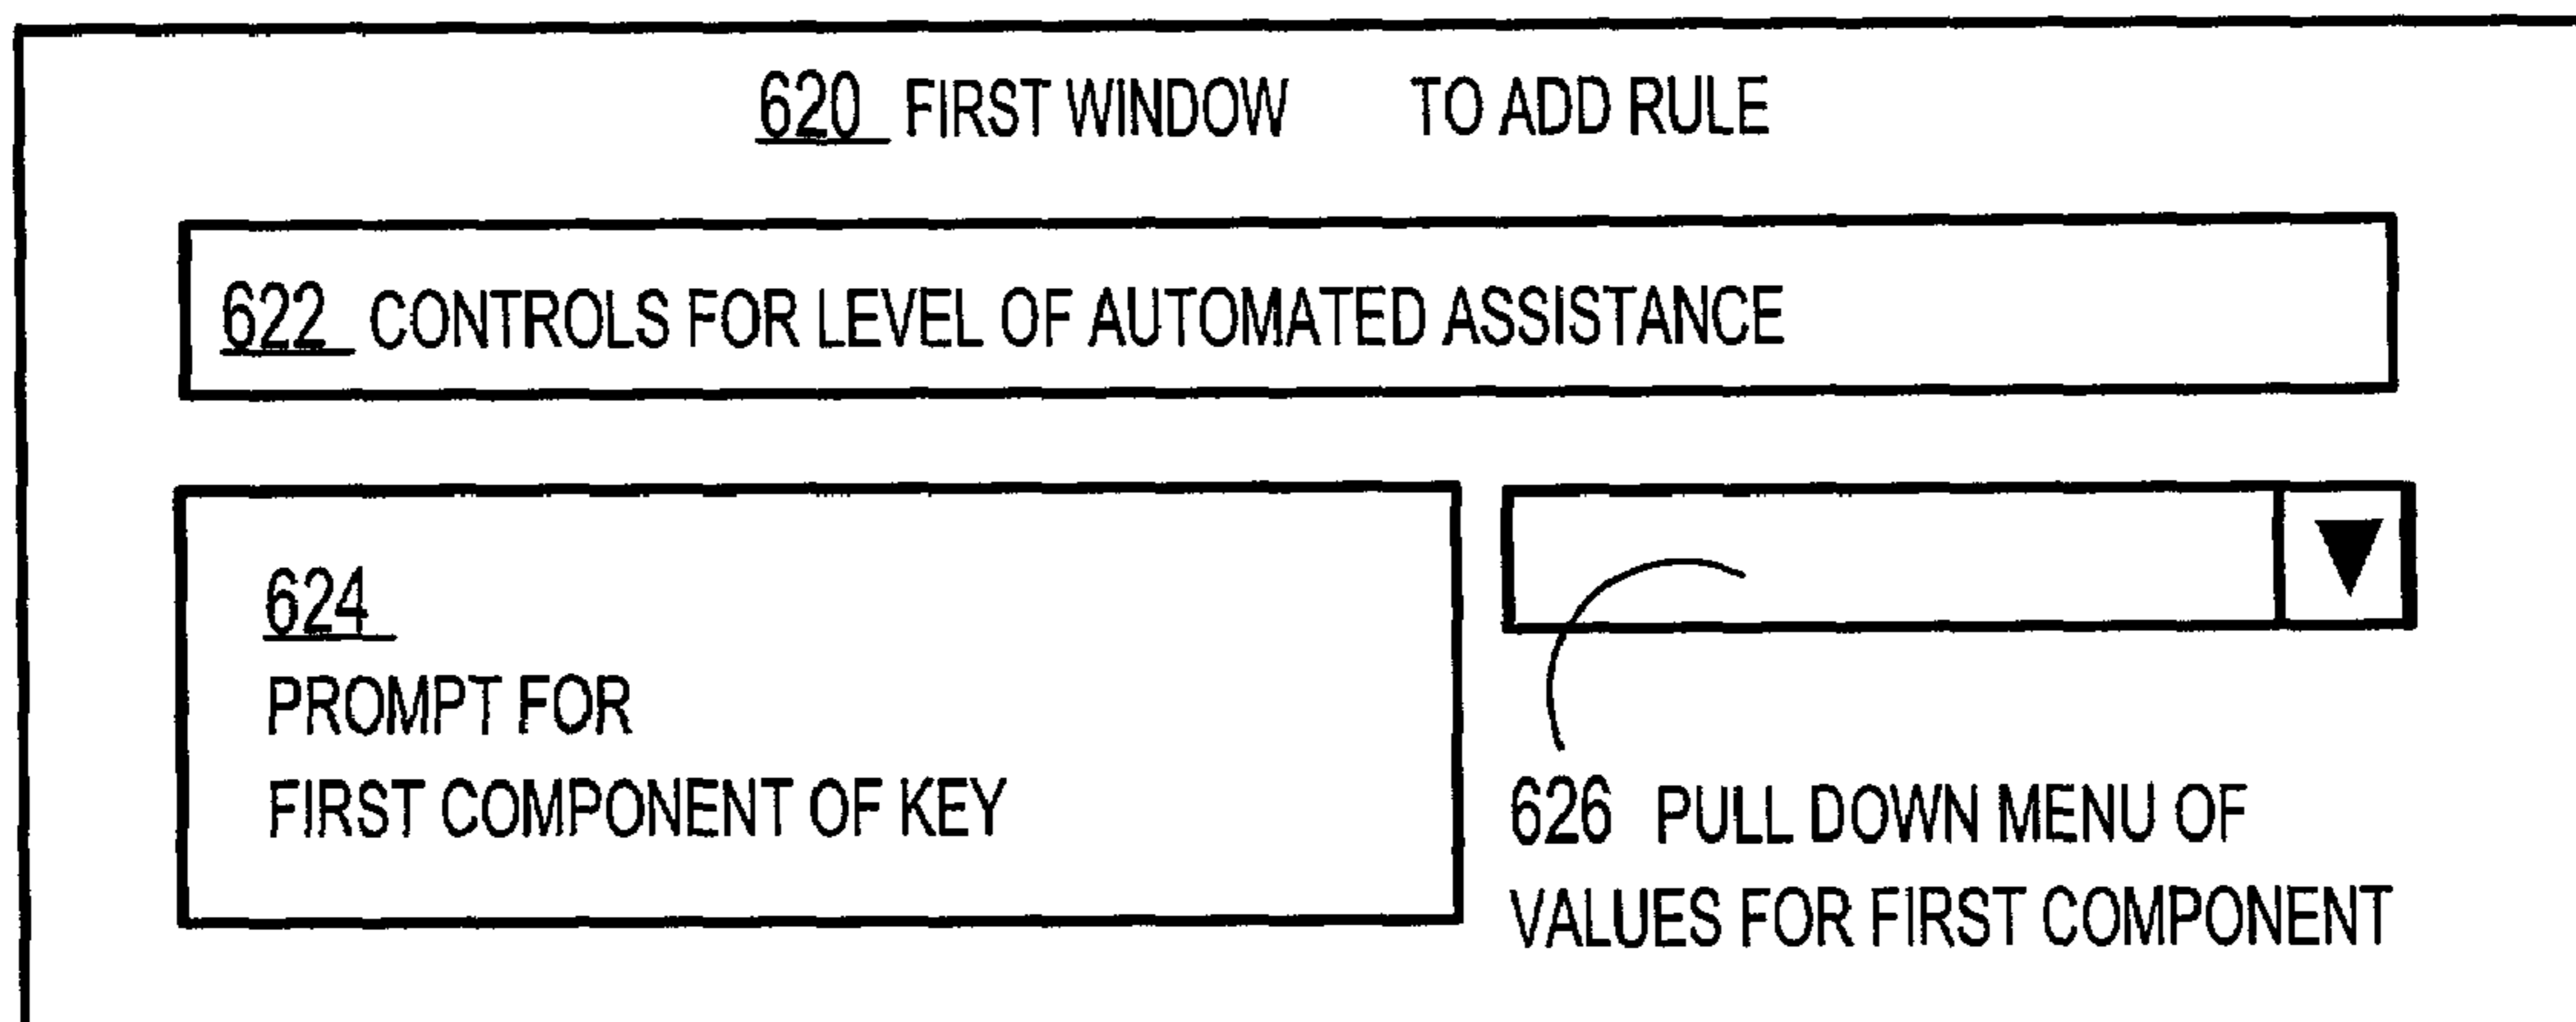 620 FIRST WINDOW TO ADD RULE
622 CONTROLS FOR LEVEL OF AUTOMATED ASSISTANCE
624
PROMPT FOR
FIRST COMPONENT OF KEY
626 PULL DOWN MENU OF
VALUES FOR FIRST COMPONENT